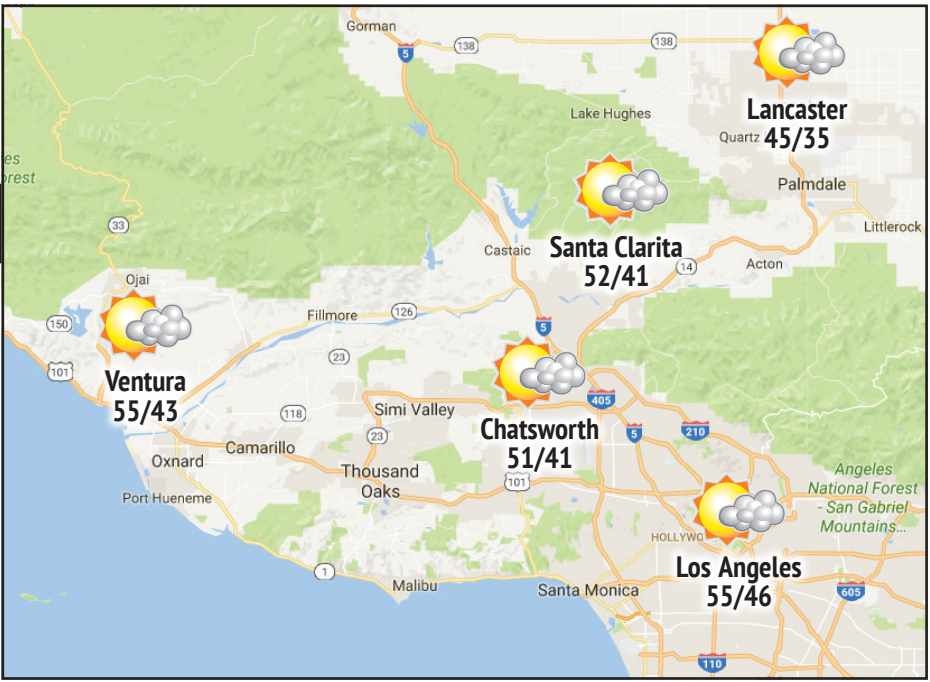 Gorman
5
138
138
Lancaster
45/35
Lake Hughes
Quartz
es
orest
Palmdale
33
Littlerock
Santa Clarita
52/41
Castaic
14
Acton
Ojai
Fillmore
126
5
150
23
101
Ventura
55/43
405
118
Simi Valley
Chatsworth
51/41
23
5
210
Camarillo
Oxnard
Thousand
Oaks
101
Port Hueneme
Angeles
National Forest
- San Gabriel
Mountains...
HOLLYWO
Los Angeles
55/46
1
Malibu
Santa Monica
605
110